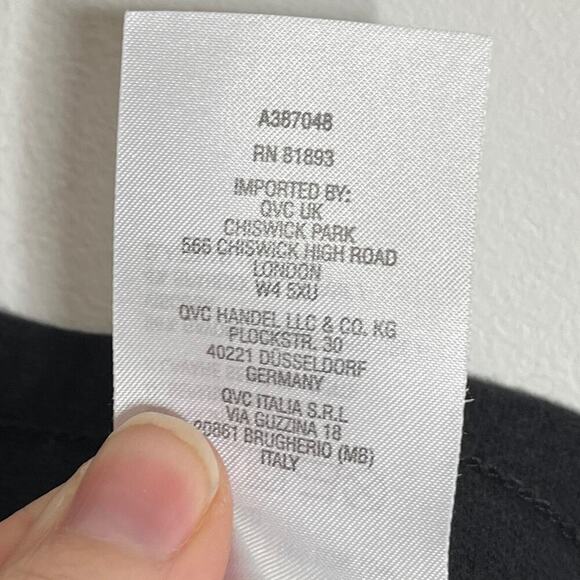 A387048
RN 81893
IMPORTED BY:
QVC UK
CHISWICK PARK
566 CHISWICK HIGH ROAD
LONDON
W4 5XU
QVC HANDEL LLC & CO. KG
PLOCKSTR. 30
40221 DÜSSELDORF
GERMANY
QVC ITALIA S.R.L
VIA GUZZINA 18
20861 BRUGHERIO (MB)
ITALY